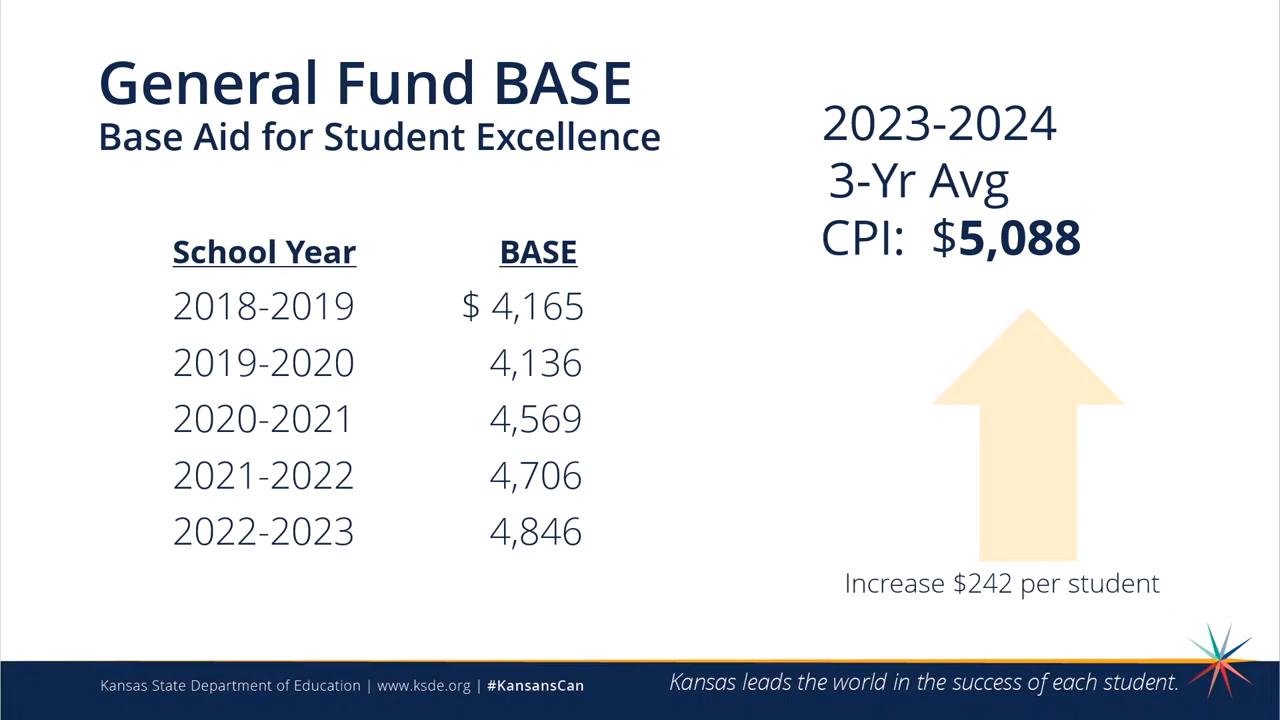 General Fund BASE
Base Aid for Student Excellence
School Year BASE
2018-2019 $ 4,165
2019-2020 4,136
2020-2021 4,569
2021-2022 4,706
2022-2023 4,846
2023-2024
3-Yr Avg
CPI: $5,088
Increase $242 per student
Kansas State Department of Education | www.ksde.org | #KansansCan
Kansas leads the world in the success of each student.